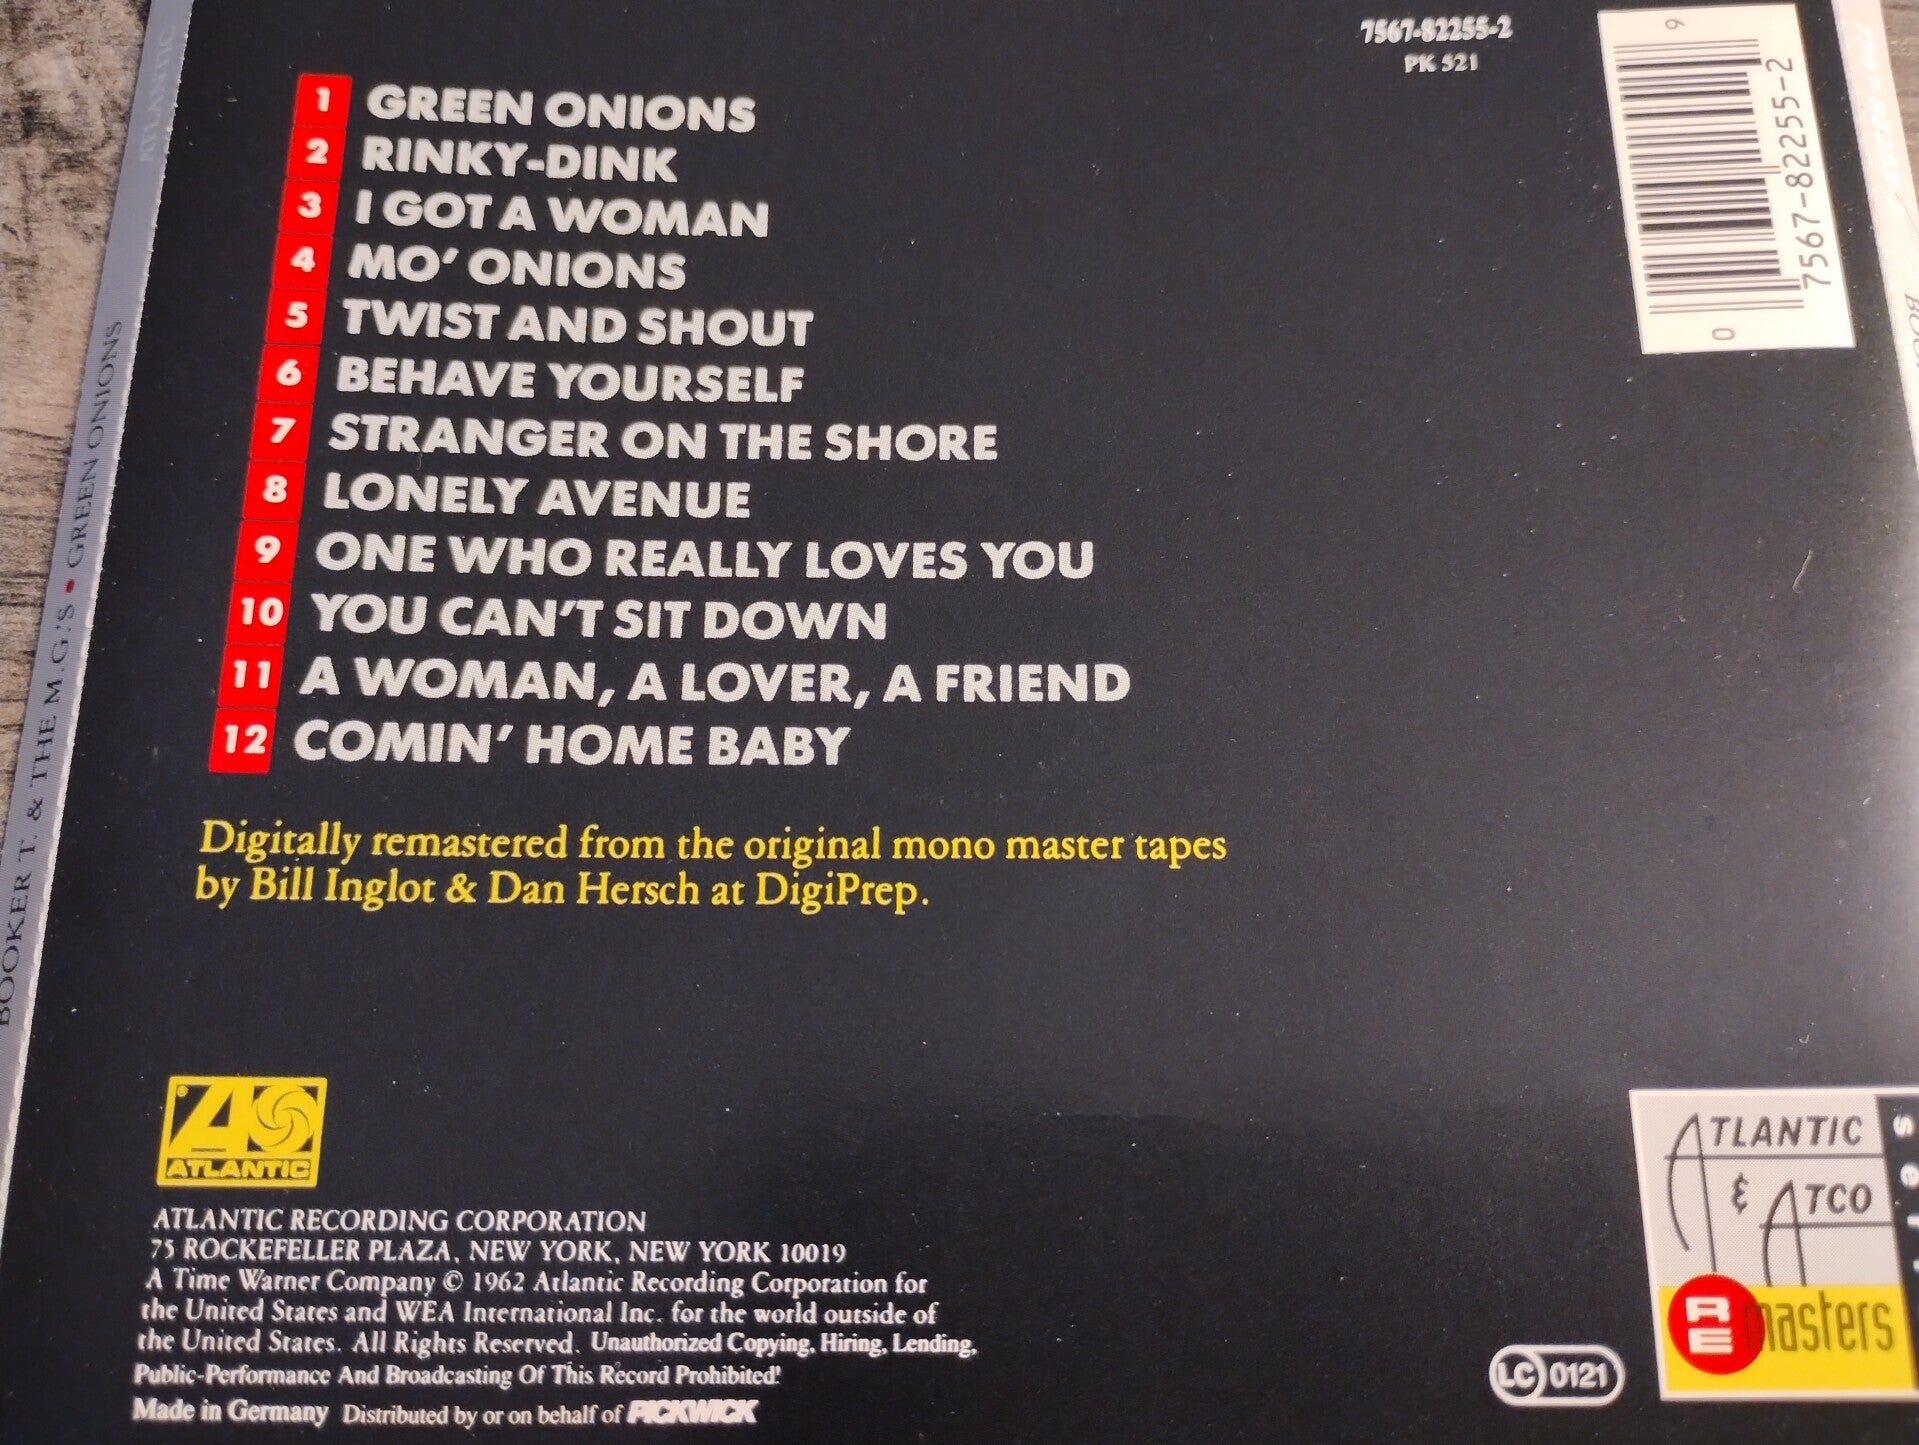 7567-82255-2
PK 521
1 GREEN ONIONS
2 RINKY-DINK
3 I GOT A WOMAN
4 MO' ONIONS
5 TWIST AND SHOUT
6 BEHAVE YOURSELF
7 STRANGER ON THE SHORE
8 LONELY AVENUE
9 ONE WHO REALLY LOVES YOU
10 YOU CAN'T SIT DOWN
11 A WOMAN, A LOVER, A FRIEND
12 COMIN' HOME BABY
Digitally remastered from the original mono master tapes
by Bill Inglot & Dan Hersch at DigiPrep.
ATLANTIC
ATLANTIC RECORDING CORPORATION
75 ROCKEFELLER PLAZA, NEW YORK, NEW YORK 10019
A Time Warner Company © 1962 Atlantic Recording Corporation for
the United States and WEA International Inc. for the world outside of
the United States. All Rights Reserved. Unauthorized Copying, Hiring, Lending,
Public-Performance And Broadcasting Of This Record Prohibited!
Made in Germany Distributed by or on behalf of PICKWICK
LC 0121
ATLANTIC
& ATCO
REmasters
7567-82255-2
0
9
BOOKER T. & THE M.G.'S • GREEN ONIONS
ATLANTIC